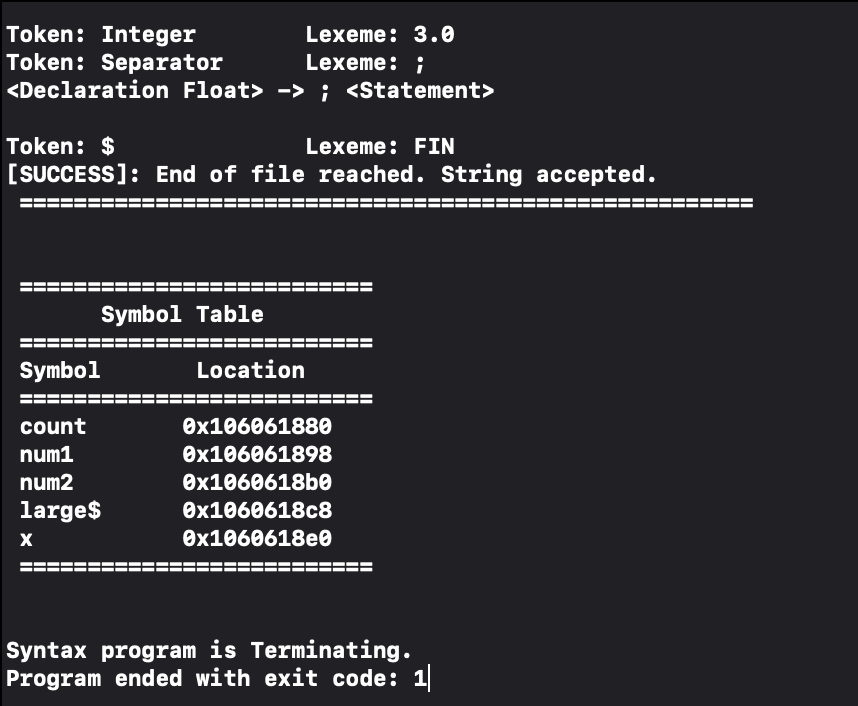 Token: Integer        Lexeme: 3.0
Token: Separator      Lexeme: ;
<Declaration Float> –> ; <Statement>
Token: $              Lexeme: FIN
[SUCCESS]: End of file reached. String accepted.
======================================================
==========================
Symbol Table
==========================
Symbol       Location
==========================
count       0x106061880
num1        0x106061898
num2        0x1060618b0
large$      0x1060618c8
x           0x1060618e0
==========================
Syntax program is Terminating.
Program ended with exit code: 1